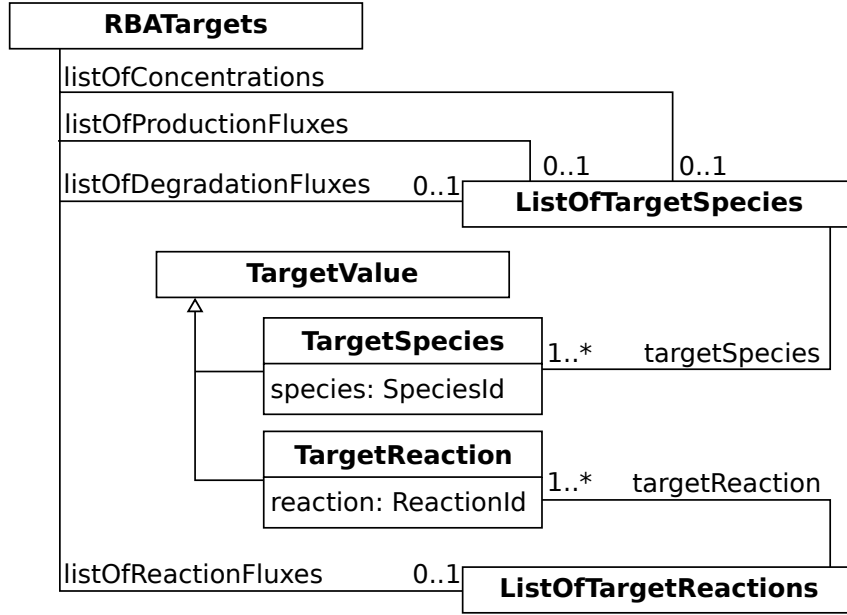 RBATargets
listOfConcentrations
listOfProductionFluxes
0..1 0..1
listOfDegradationFluxes 0..1
ListOfTargetSpecies
TargetValue
TargetSpecies
1..* targetSpecies
species: SpeciesId
TargetReaction
1..* targetReaction
reaction: ReactionId
listOfReactionFluxes 0..1
ListOfTargetReactions